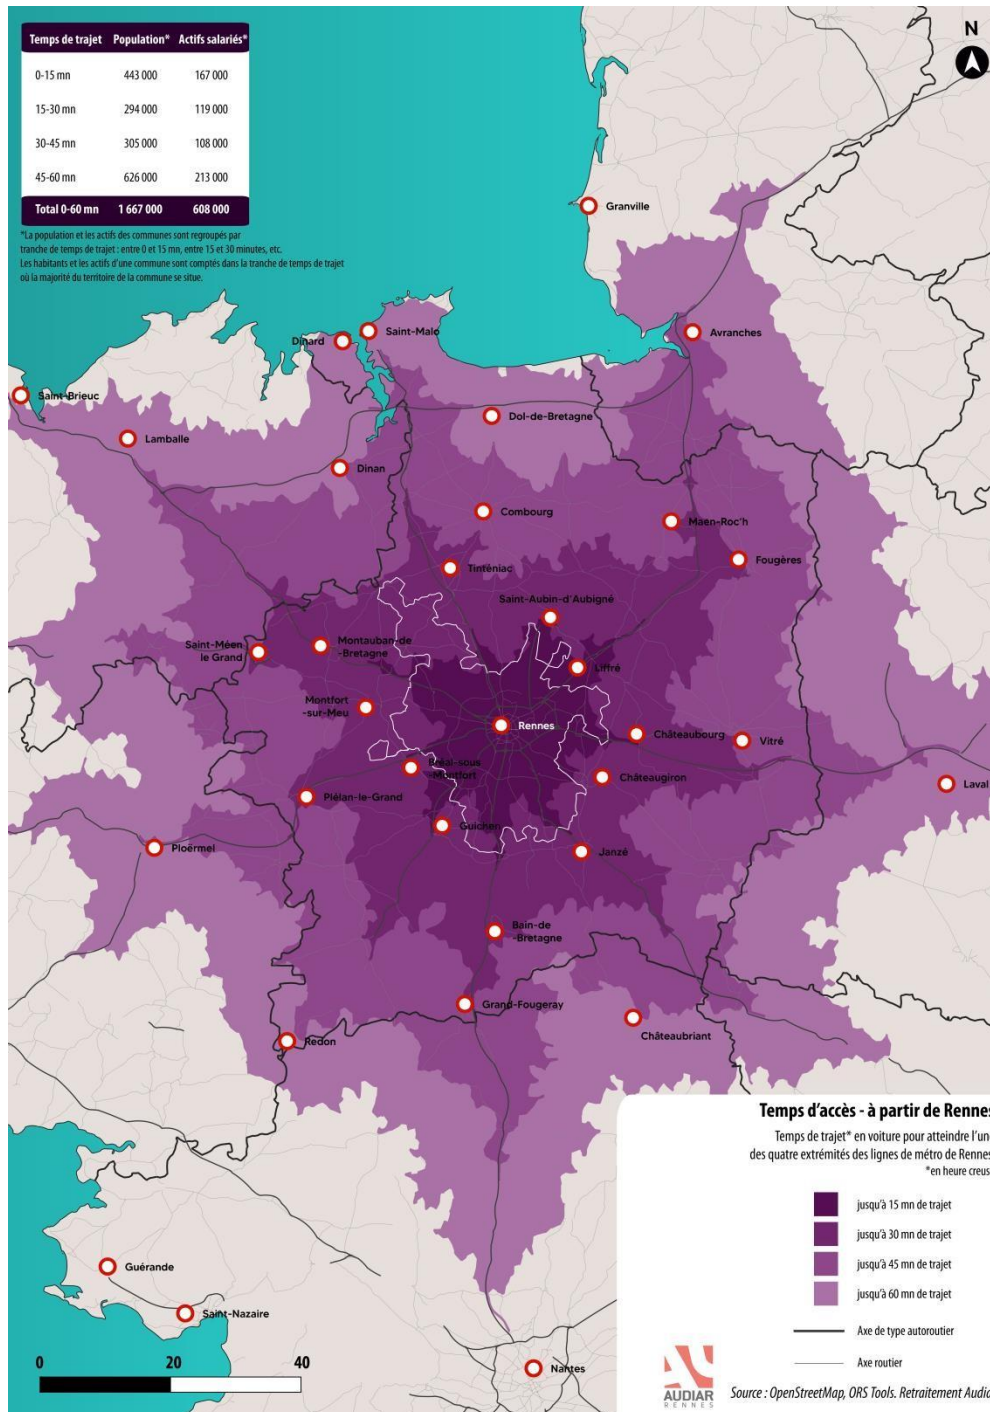 Temps de trajet Population* Actifs salariés*
0-15 mn 443 000 167 000
15-30 mn 294 000 119 000
30-45 mn 305 000 108 000
45-60 mn 626 000 213 000
Total 0-60 mn 1 667 000 608 000
*La population et les actifs des communes sont regroupés par
tranche de temps de trajet : entre 0 et 15 mn, entre 15 et 30 minutes, etc.
Les habitants et les actifs d'une commune sont comptés dans la tranche de temps de trajet
où la majorité du territoire de la commune se situe.
N
Granville
Saint-Malo
Dinard
Avranches
Saint-Brieuc
Dol-de-Bretagne
Lamballe
Dinan
Combourg
Maen-Roc'h
Fougères
Tinténiac
Saint-Aubin-d'Aubigné
Saint-Méen
le Grand
Montauban-de
-Bretagne
Liffré
Montfort
-sur-Meu
Rennes
Châteaubourg
Vitré
Bréal-sous
-Montfort
Châteaugiron
Laval
Plélan-le-Grand
Guichen
Ploërmel
Janzé
Bain-de
-Bretagne
Grand-Fougeray
Châteaubriant
Redon
Guérande
Saint-Nazaire
Nantes
0 20 40
Temps d'accès - à partir de Rennes
Temps de trajet* en voiture pour atteindre l'un
des quatre extrémités des lignes de métro de Rennes
*en heure creus
jusqu'à 15 mn de trajet
jusqu'à 30 mn de trajet
jusqu'à 45 mn de trajet
jusqu'à 60 mn de trajet
Axe de type autoroutier
Axe routier
AUDIAR
RENNES
Source : OpenStreetMap, ORS Tools. Retraitement Audia